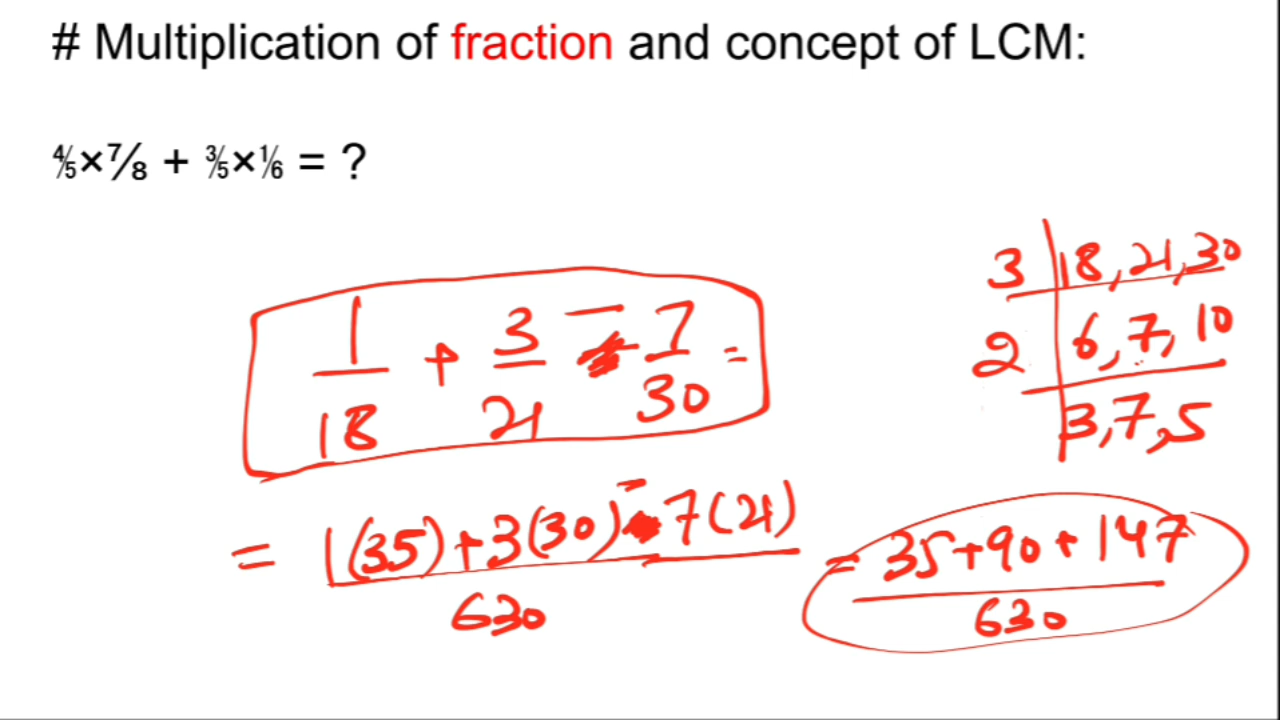 # Multiplication of fraction and concept of LCM:
⅘×⅞ + ⅗×⅙ = ?
1/18 + 3/21 - 7/30 =
3 | 18, 21, 30
2 | 6, 7, 10
3, 7, 5
= 1(35)+3(30)-7(21) / 630 = 35+90+147 / 630